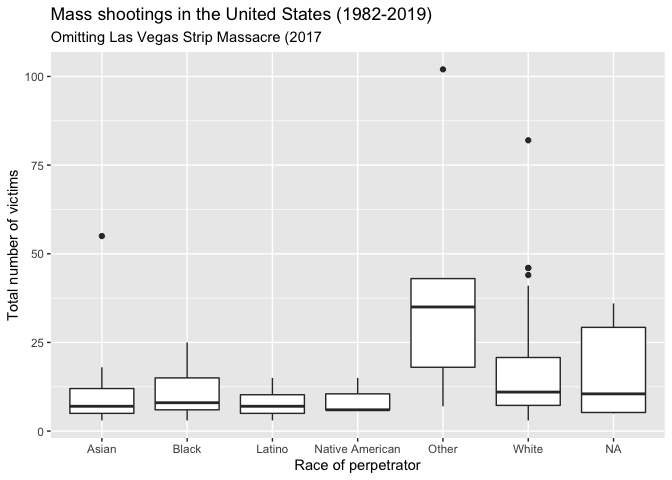 Mass shootings in the United States (1982-2019)
Omitting Las Vegas Strip Massacre (2017
100
75
50
25
0
Total number of victims
Asian Black Latino Native American Other White NA
Race of perpetrator